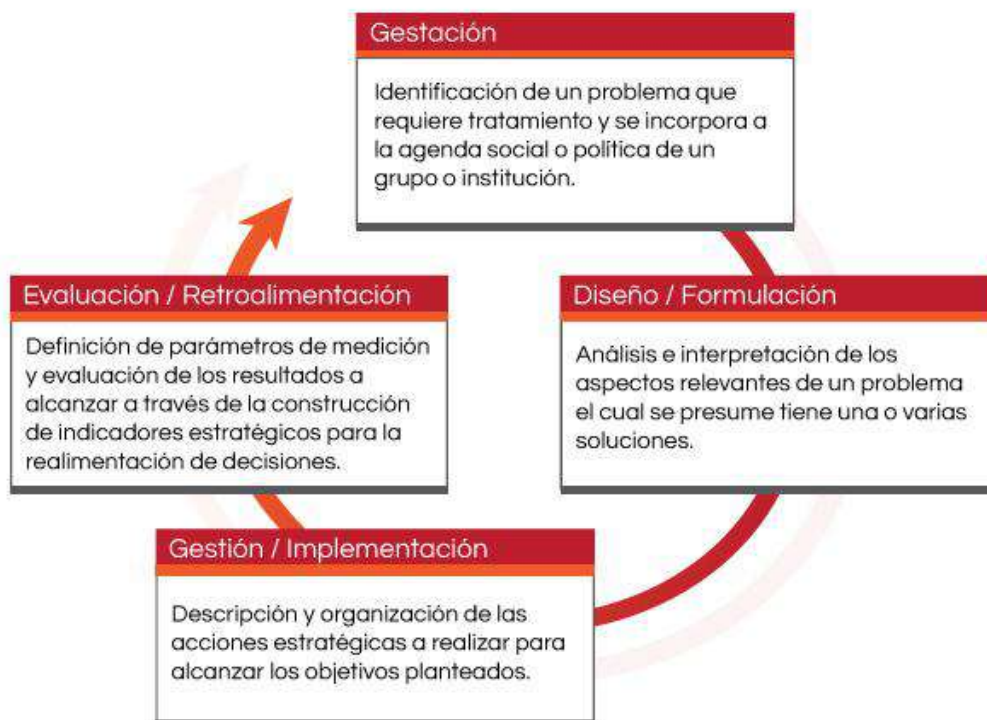 Gestación
Identificación de un problema que
requiere tratamiento y se incorpora a
la agenda social o política de un
grupo o institución.
Diseño / Formulación
Análisis e interpretación de los
aspectos relevantes de un problema
el cual se presume tiene una o varias
soluciones.
Gestión / Implementación
Descripción y organización de las
acciones estratégicas a realizar para
alcanzar los objetivos planteados.
Evaluación / Retroalimentación
Definición de parámetros de medición
y evaluación de los resultados a
alcanzar a través de la construcción
de indicadores estratégicos para la
realimentación de decisiones.